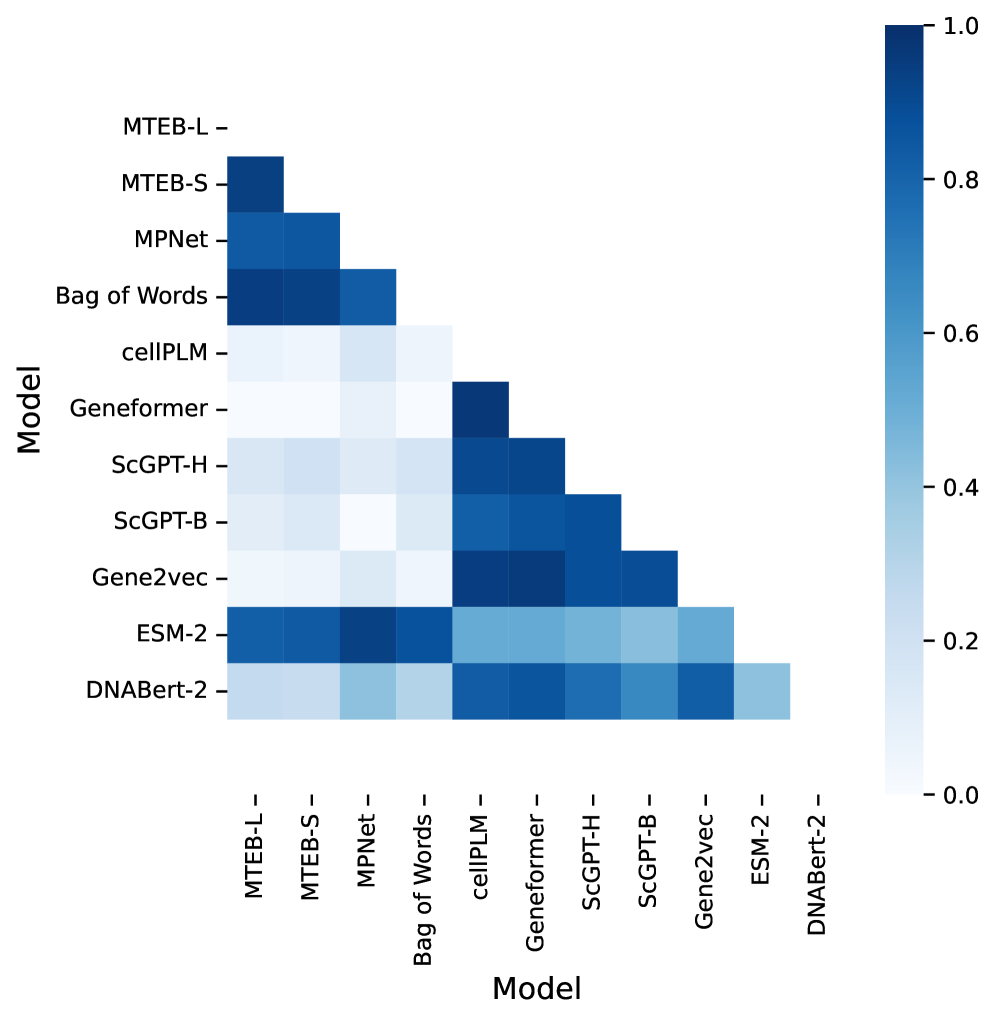 1.0
0.8
0.6
0.4
0.2
0.0
Model
MTEB-L
MTEB-S
MPNet
Bag of Words
cellPLM
Geneformer
ScGPT-H
ScGPT-B
Gene2vec
ESM-2
DNABert-2
MTEB-L
MTEB-S
MPNet
Bag of Words
cellPLM
Geneformer
ScGPT-H
ScGPT-B
Gene2vec
ESM-2
DNABert-2
Model